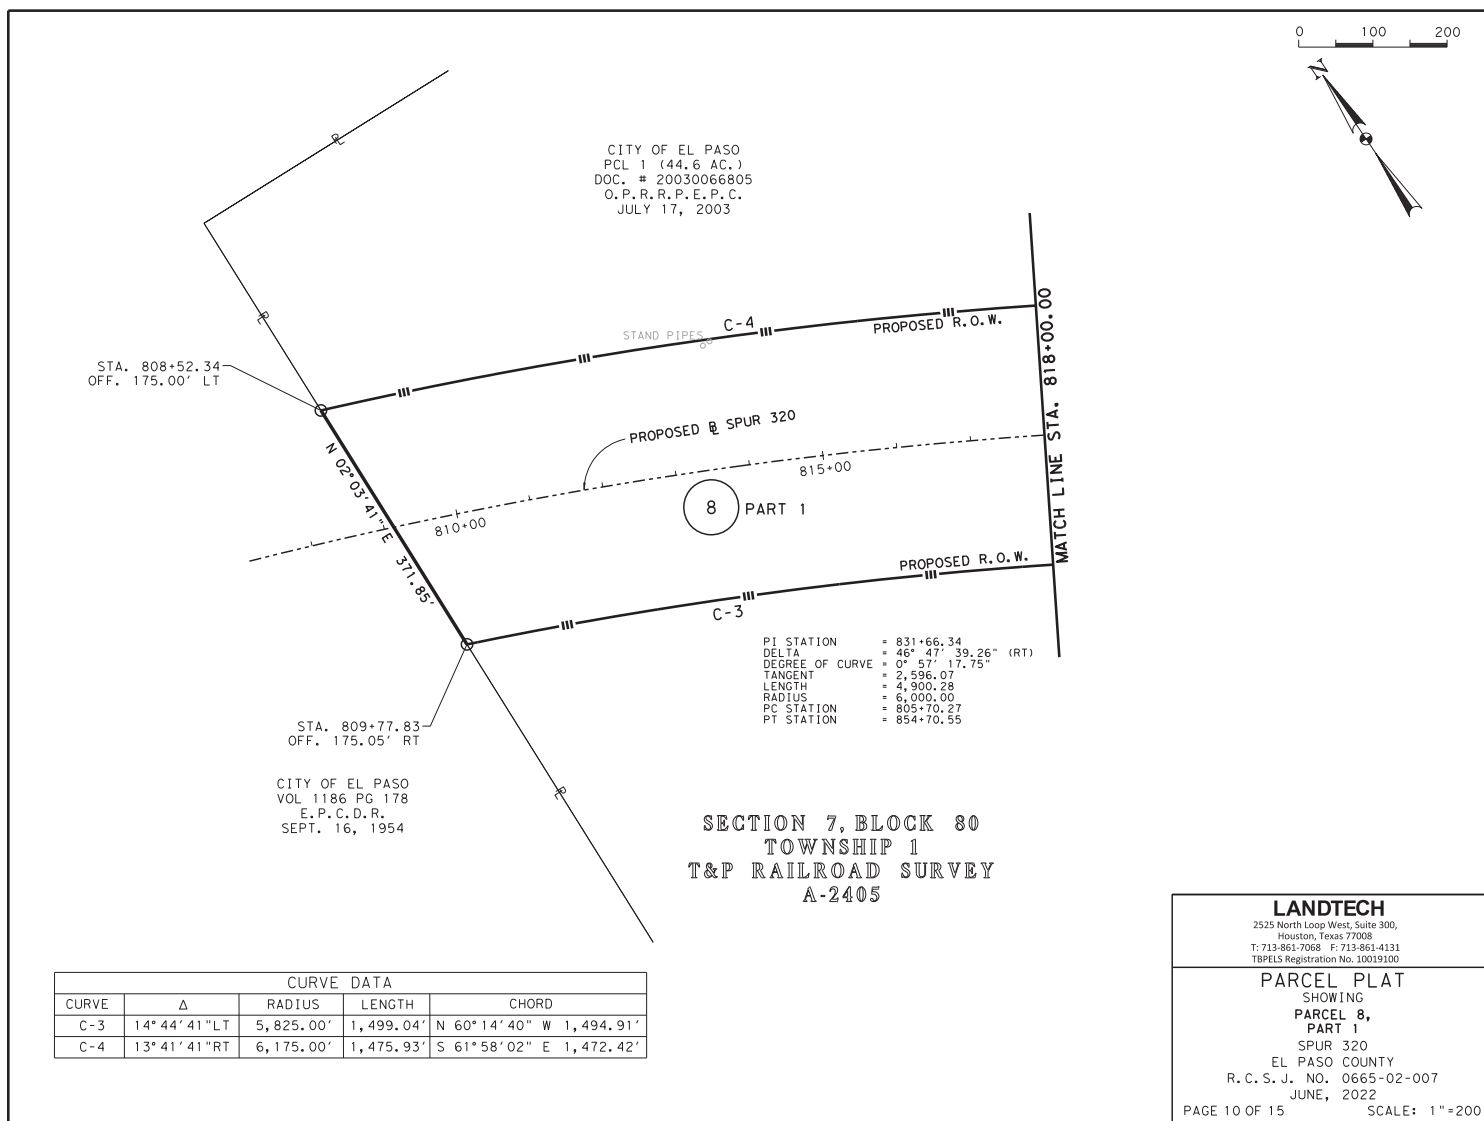 0 100 200
N
CITY OF EL PASO
PCL 1 (44.6 AC.)
DOC. # 20030066805
O.P.R.R.P.E.P.C.
JULY 17, 2003
STA. 808+52.34
OFF. 175.00' LT
STAND PIPES
C-4
PROPOSED R.O.W.
MATCH LINE STA. 818+00.00
N 02°03'41" E 371.85'
PROPOSED BL SPUR 320
810+00
815+00
8 PART 1
PROPOSED R.O.W.
C-3
PI STATION = 831+66.34
DELTA = 46° 47' 39.26" (RT)
DEGREE OF CURVE = 0° 57' 17.75"
TANGENT = 2,596.07
LENGTH = 4,900.28
RADIUS = 6,000.00
PC STATION = 805+70.27
PT STATION = 854+70.55
STA. 809+77.83
OFF. 175.05' RT
CITY OF EL PASO
VOL 1186 PG 178
E.P.C.D.R.
SEPT. 16, 1954
PL
PL
PL
SECTION 7, BLOCK 80
TOWNSHIP 1
T&P RAILROAD SURVEY
A-2405
CURVE DATA
CURVE Δ RADIUS LENGTH CHORD
C-3 14°44'41"LT 5,825.00' 1,499.04' N 60°14'40" W 1,494.91'
C-4 13°41'41"RT 6,175.00' 1,475.93' S 61°58'02" E 1,472.42'
LANDTECH
2525 North Loop West, Suite 300,
Houston, Texas 77008
T: 713-861-7068 F: 713-861-4131
TBPELS Registration No. 10019100
PARCEL PLAT
SHOWING
PARCEL 8,
PART 1
SPUR 320
EL PASO COUNTY
R.C.S.J. NO. 0665-02-007
JUNE, 2022
PAGE 10 OF 15 SCALE: 1"=200